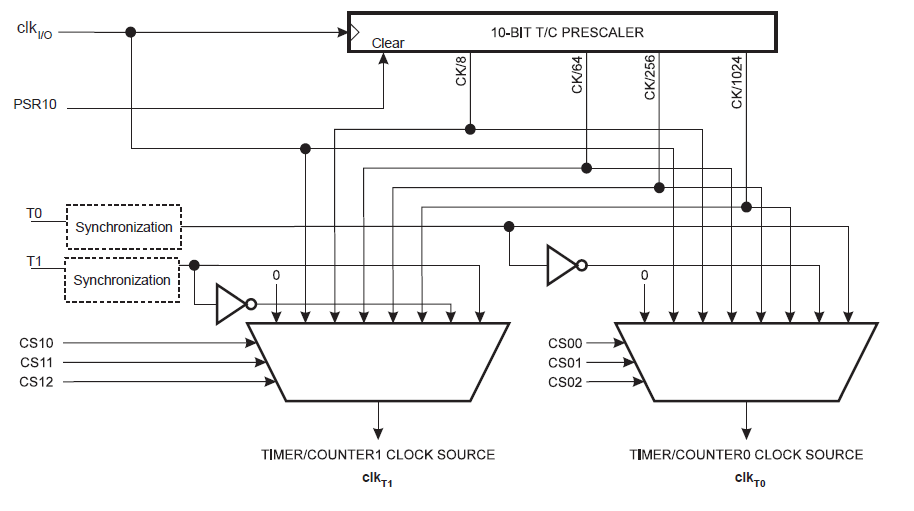 clkI/O
10-BIT T/C PRESCALER
Clear
CK/8
CK/64
CK/256
CK/1024
PSR10
T0
Synchronization
T1
Synchronization
0
0
CS10
CS11
CS12
CS00
CS01
CS02
TIMER/COUNTER1 CLOCK SOURCE
clkT1
TIMER/COUNTER0 CLOCK SOURCE
clkT0